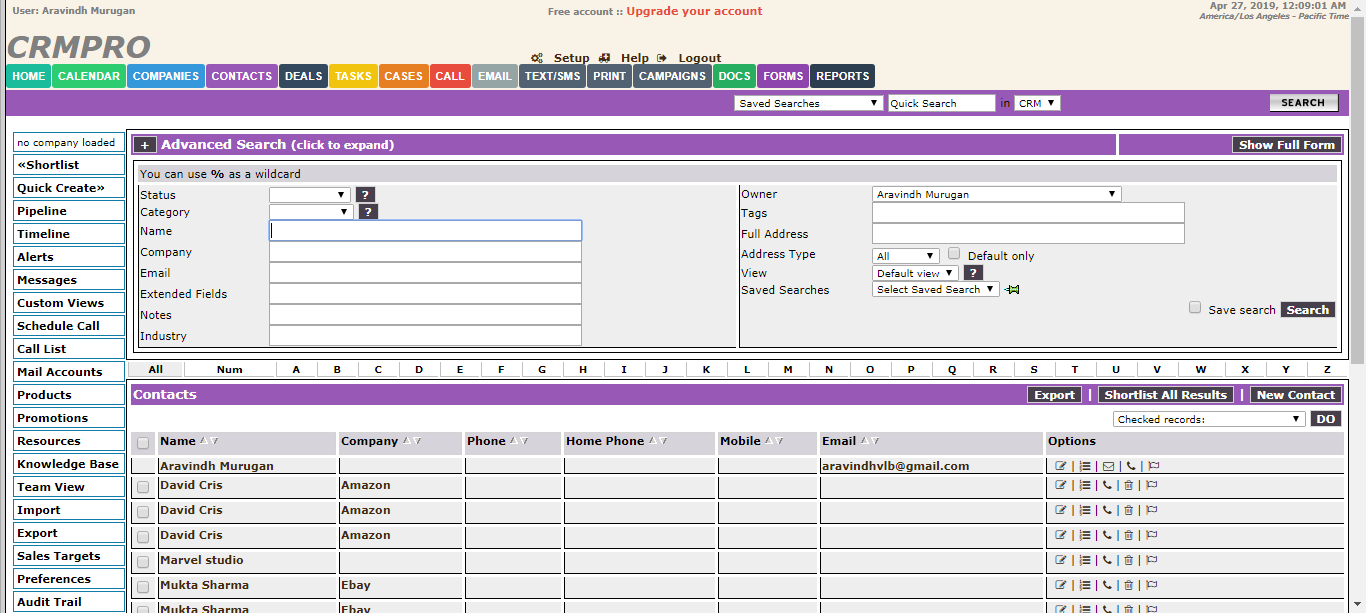 User: Aravindh Murugan
Free account :: Upgrade your account
Apr 27, 2019, 12:09:01 AM
America/Los Angeles - Pacific Time
CRMPRO
Setup Help Logout
HOME CALENDAR COMPANIES CONTACTS DEALS TASKS CASES CALL EMAIL TEXT/SMS PRINT CAMPAIGNS DOCS FORMS REPORTS
Saved Searches Quick Search in CRM SEARCH
no company loaded
«Shortlist
Quick Create»
Pipeline
Timeline
Alerts
Messages
Custom Views
Schedule Call
Call List
Mail Accounts
Products
Promotions
Resources
Knowledge Base
Team View
Import
Export
Sales Targets
Preferences
Audit Trail
+ Advanced Search (click to expand) Show Full Form
You can use % as a wildcard
Status ?
Category ?
Name
Company
Email
Extended Fields
Notes
Industry
Owner Aravindh Murugan
Tags
Full Address
Address Type All Default only
View Default view ?
Saved Searches Select Saved Search
Save search Search
All Num A B C D E F G H I J K L M N O P Q R S T U V W X Y Z
Contacts Export | Shortlist All Results | New Contact
Checked records: DO
Name Company Phone Home Phone Mobile Email Options
Aravindh Murugan aravindhvlb@gmail.com | | | |
David Cris Amazon | | | |
David Cris Amazon | | | |
David Cris Amazon | | | |
Marvel studio | | | |
Mukta Sharma Ebay | | | |
Mukta Sharma Ebay | | | |